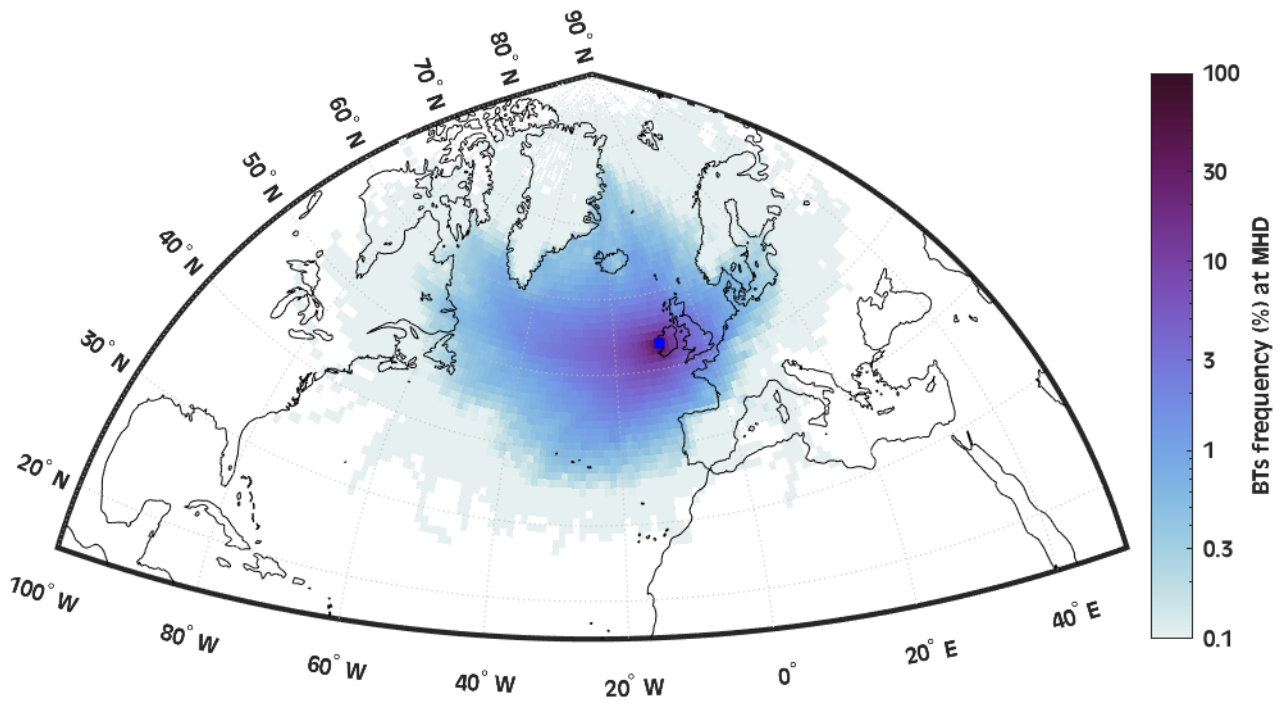 90° N
80° N
70° N
60° N
50° N
40° N
30° N
20° N
100° W
80° W
60° W
40° W
20° W
0°
20° E
40° E
100
30
10
3
1
0.3
0.1
BTs frequency (%) at MHD